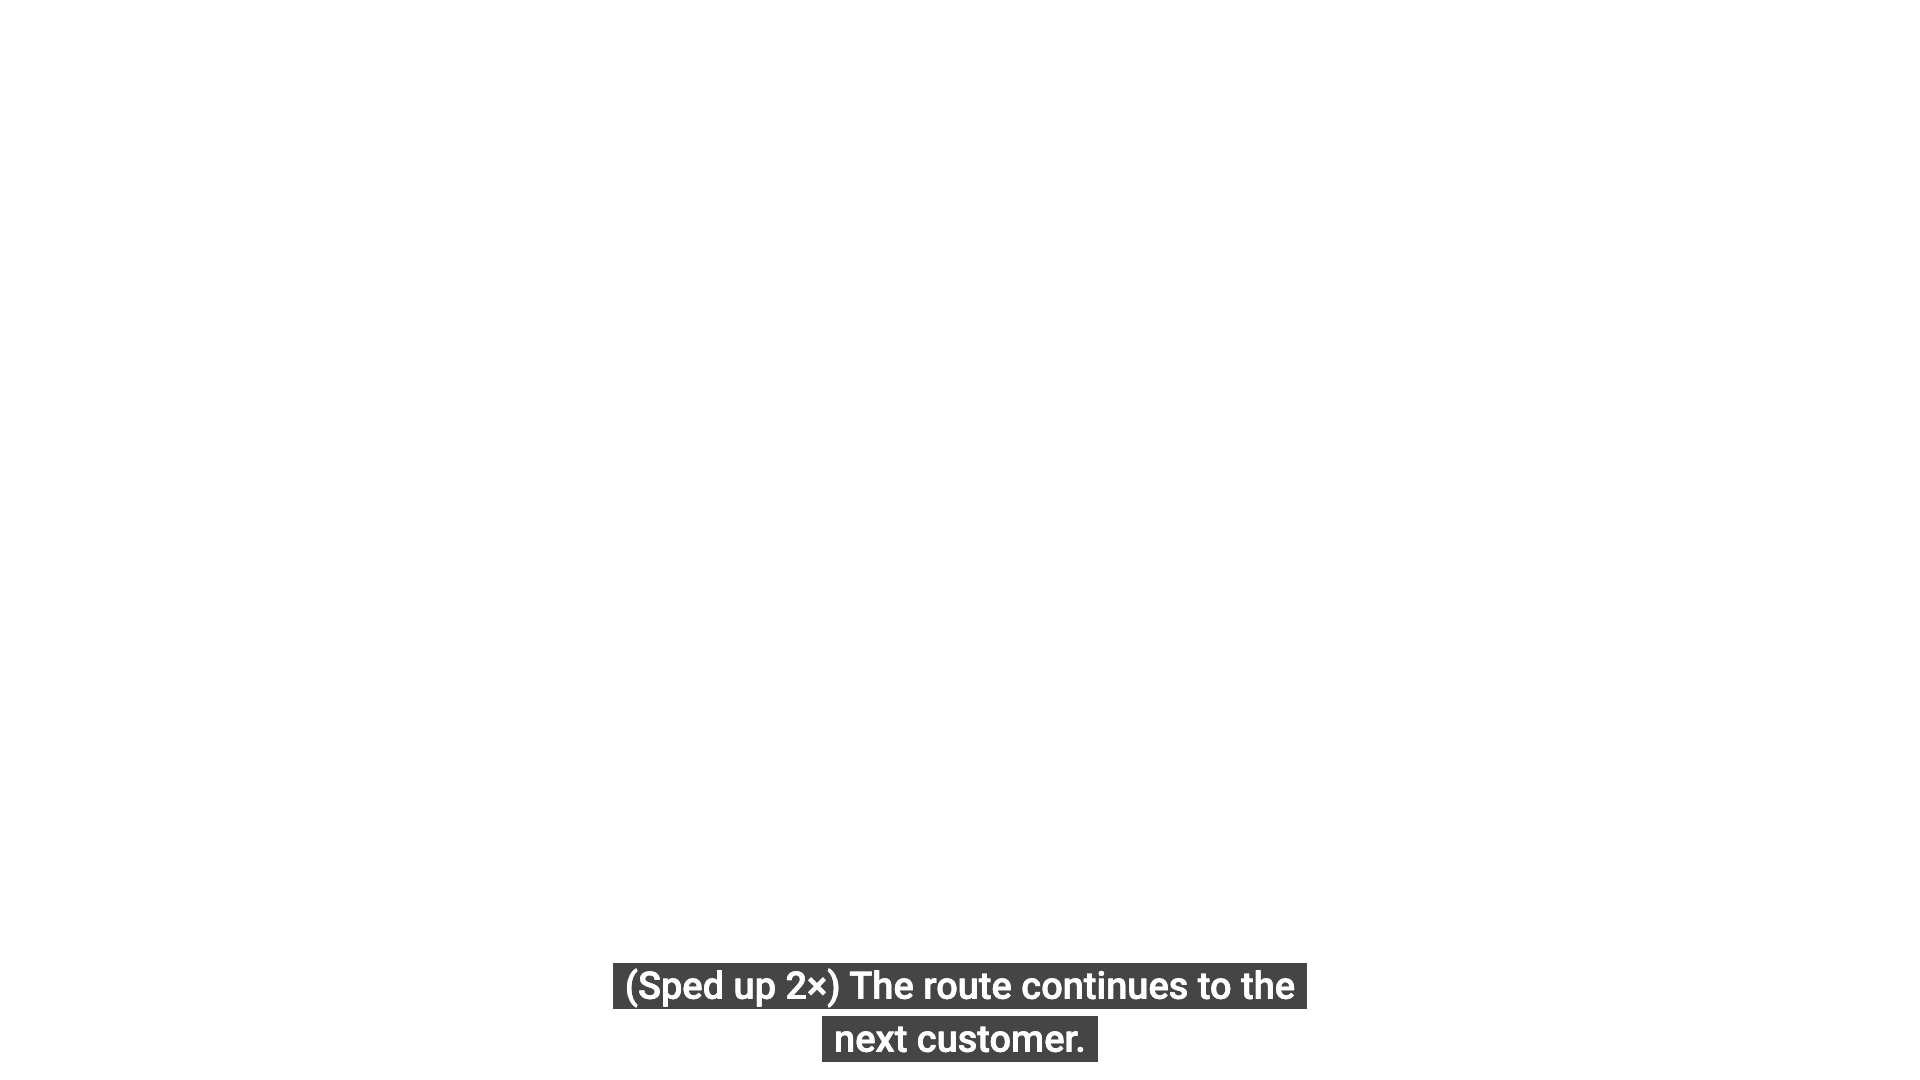 (Sped up 2×) The route continues to the
next customer.